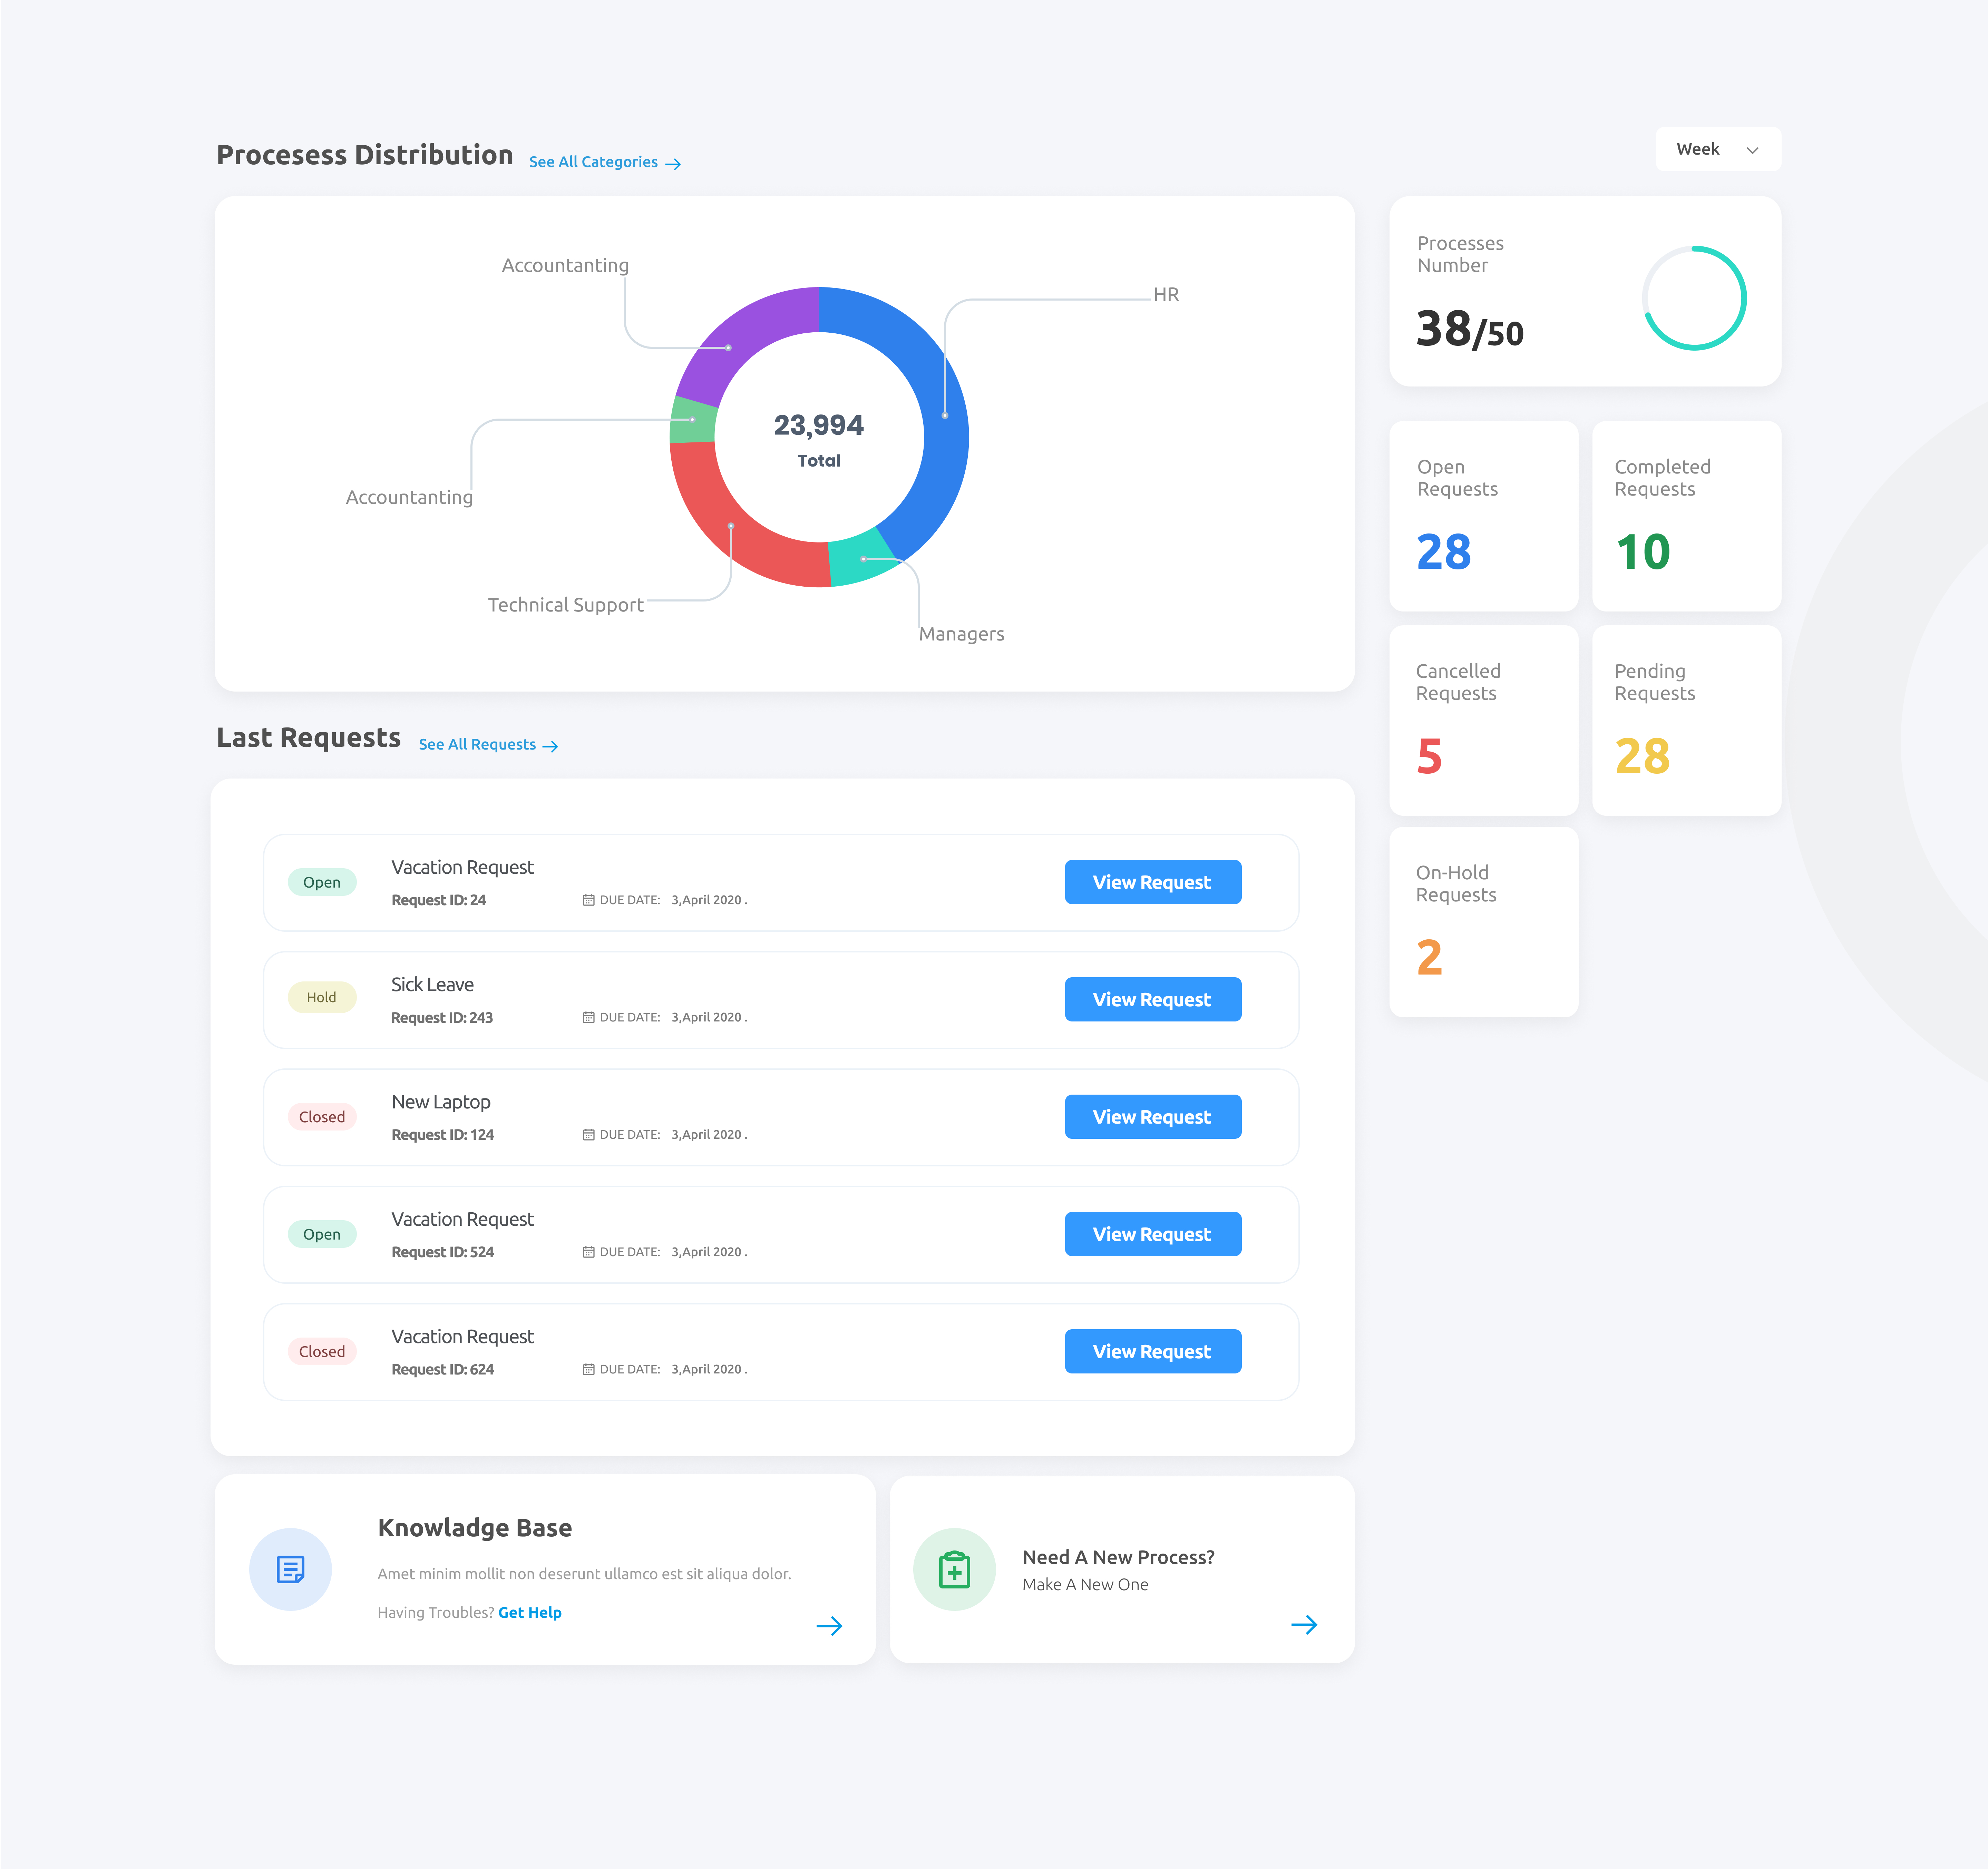 Procesess Distribution
See All Categories
Week
Accountanting
HR
23,994
Total
Accountanting
Technical Support
Managers
Processes
Number
38/50
Open
Requests
28
Completed
Requests
10
Cancelled
Requests
5
Pending
Requests
28
On-Hold
Requests
2
Last Requests
See All Requests
Open
Vacation Request
Request ID: 24
DUE DATE: 3,April 2020 .
View Request
Hold
Sick Leave
Request ID: 243
DUE DATE: 3,April 2020 .
View Request
Closed
New Laptop
Request ID: 124
DUE DATE: 3,April 2020 .
View Request
Open
Vacation Request
Request ID: 524
DUE DATE: 3,April 2020 .
View Request
Closed
Vacation Request
Request ID: 624
DUE DATE: 3,April 2020 .
View Request
Knowladge Base
Amet minim mollit non deserunt ullamco est sit aliqua dolor.
Having Troubles? Get Help
Need A New Process?
Make A New One